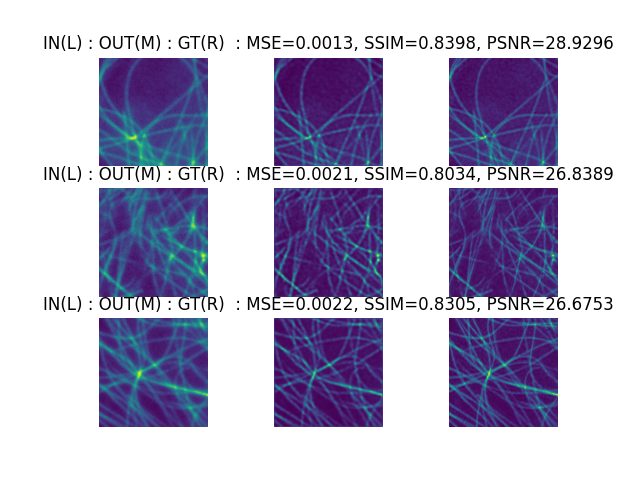 IN(L) : OUT(M) : GT(R)  : MSE=0.0013, SSIM=0.8398, PSNR=28.9296
IN(L) : OUT(M) : GT(R)  : MSE=0.0021, SSIM=0.8034, PSNR=26.8389
IN(L) : OUT(M) : GT(R)  : MSE=0.0022, SSIM=0.8305, PSNR=26.6753